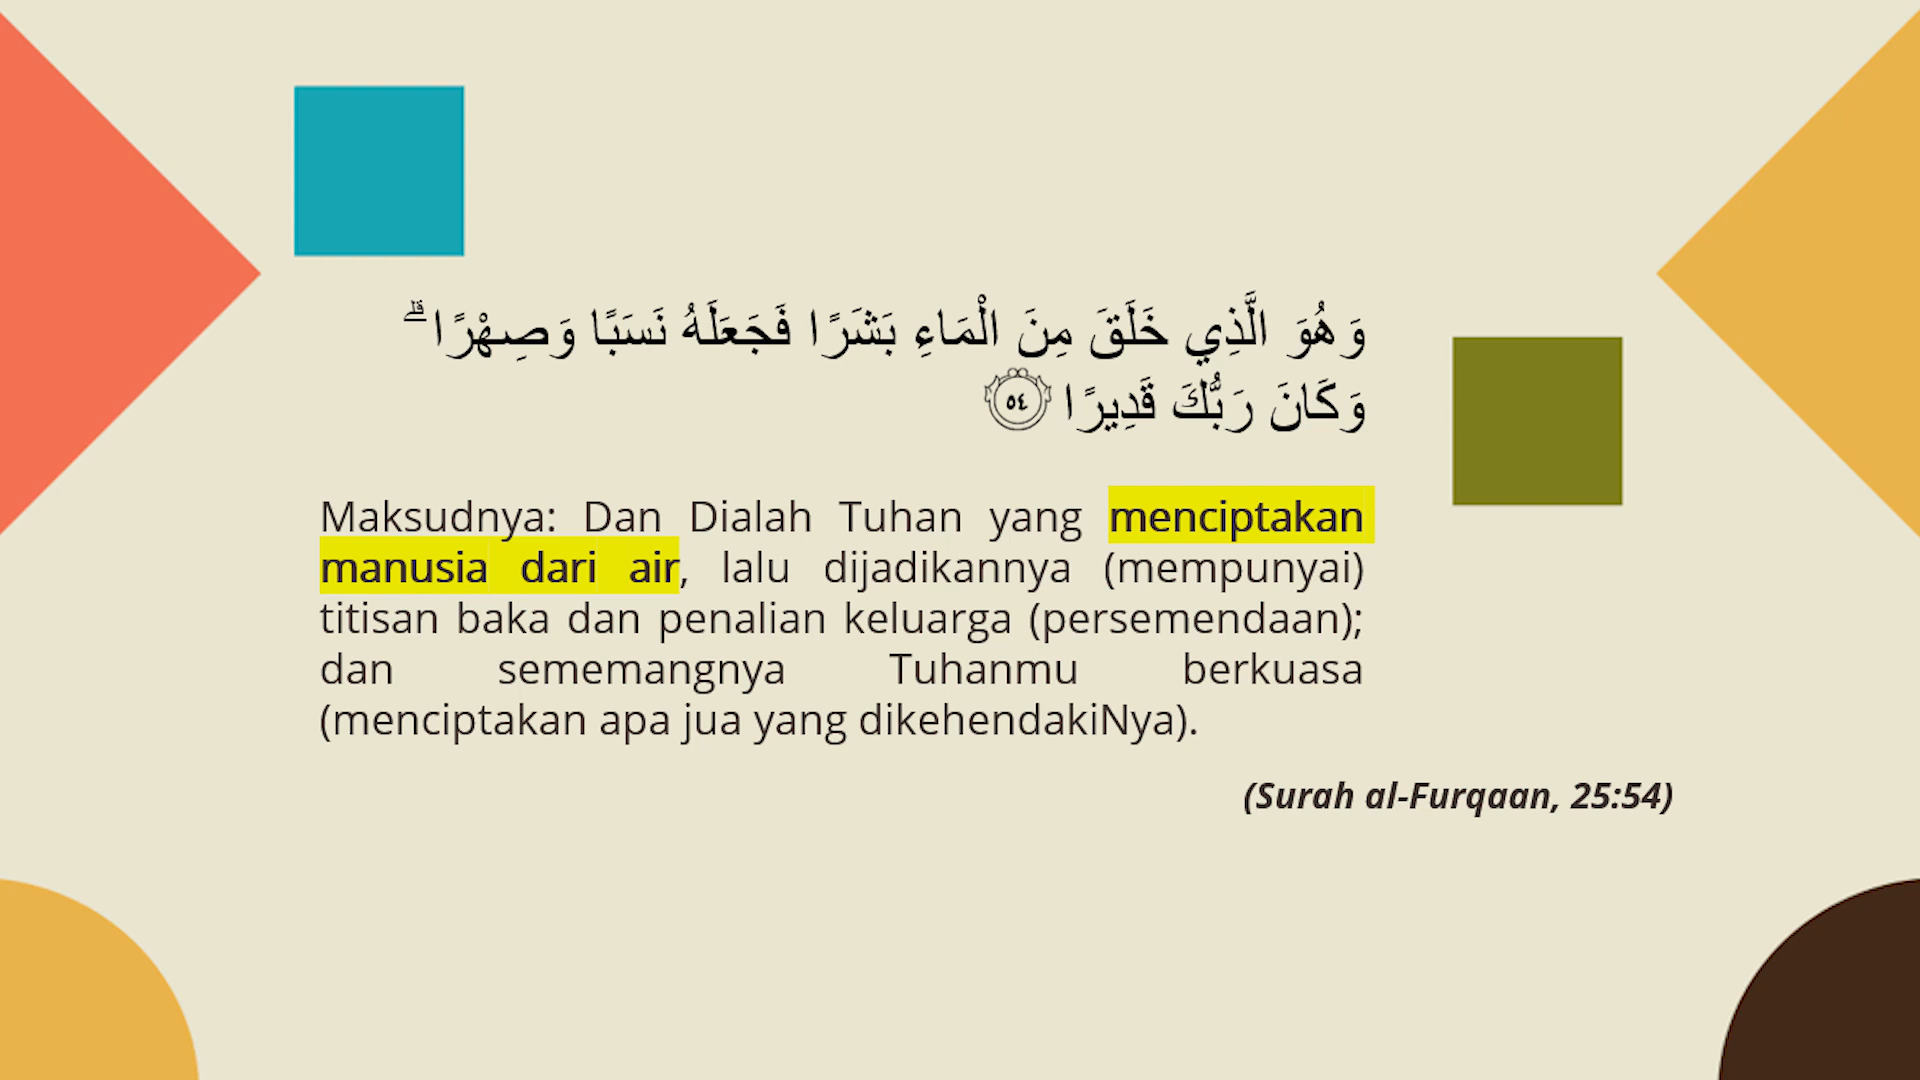 وَهُوَ الَّذِي خَلَقَ مِنَ الْمَاءِ بَشَرًا فَجَعَلَهُ نَسَبًا وَصِهْرًا ۗ
وَكَانَ رَبُّكَ قَدِيرًا ٥٤
Maksudnya: Dan Dialah Tuhan yang menciptakan
manusia dari air, lalu dijadikannya (mempunyai)
titisan baka dan penalian keluarga (persemendaan);
dan sememangnya Tuhanmu berkuasa
(menciptakan apa jua yang dikehendakiNya).
(Surah al-Furqaan, 25:54)